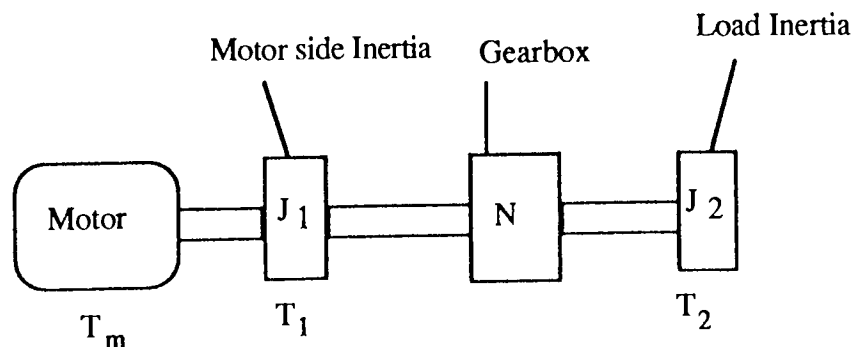 Motor side Inertia
Gearbox
Load Inertia
Motor
J1
N
J2
Tm
T1
T2